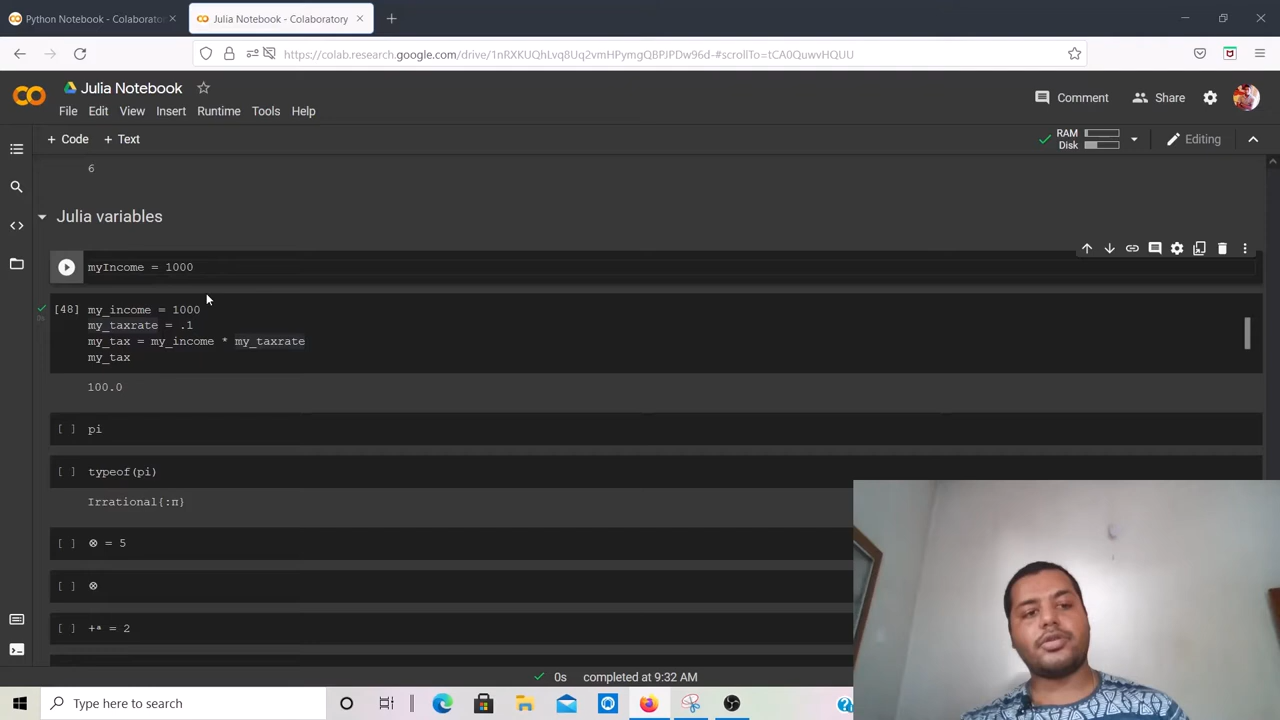 Python Notebook - Colaborato
Julia Notebook - Colaboratory
https://colab.research.google.com/drive/1nRXKUQhLvq8Uq2vmHPymgQBPJPDw96d-#scrollTo=tCA0QuwvHQUU
Julia Notebook
File Edit View Insert Runtime Tools Help
Comment Share
+ Code + Text
RAM
Disk
Editing
6
Julia variables
myIncome = 1000
[48] my_income = 1000
my_taxrate = .1
my_tax = my_income * my_taxrate
my_tax
100.0
[ ] pi
[ ] typeof(pi)
Irrational{:π}
[ ] ⊗ = 5
[ ] ⊗
[ ] +ᵃ = 2
0s completed at 9:32 AM
Type here to search